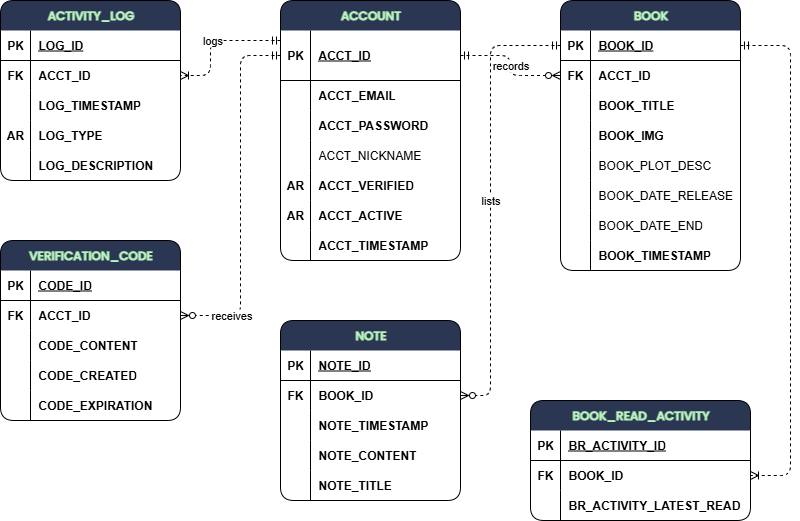 ACTIVITY_LOG
PK LOG_ID
FK ACCT_ID
LOG_TIMESTAMP
AR LOG_TYPE
LOG_DESCRIPTION
logs
ACCOUNT
PK ACCT_ID
ACCT_EMAIL
ACCT_PASSWORD
ACCT_NICKNAME
AR ACCT_VERIFIED
AR ACCT_ACTIVE
ACCT_TIMESTAMP
records
BOOK
PK BOOK_ID
FK ACCT_ID
BOOK_TITLE
BOOK_IMG
BOOK_PLOT_DESC
BOOK_DATE_RELEASE
BOOK_DATE_END
BOOK_TIMESTAMP
lists
VERIFICATION_CODE
PK CODE_ID
FK ACCT_ID
CODE_CONTENT
CODE_CREATED
CODE_EXPIRATION
receives
NOTE
PK NOTE_ID
FK BOOK_ID
NOTE_TIMESTAMP
NOTE_CONTENT
NOTE_TITLE
BOOK_READ_ACTIVITY
PK BR_ACTIVITY_ID
FK BOOK_ID
BR_ACTIVITY_LATEST_READ